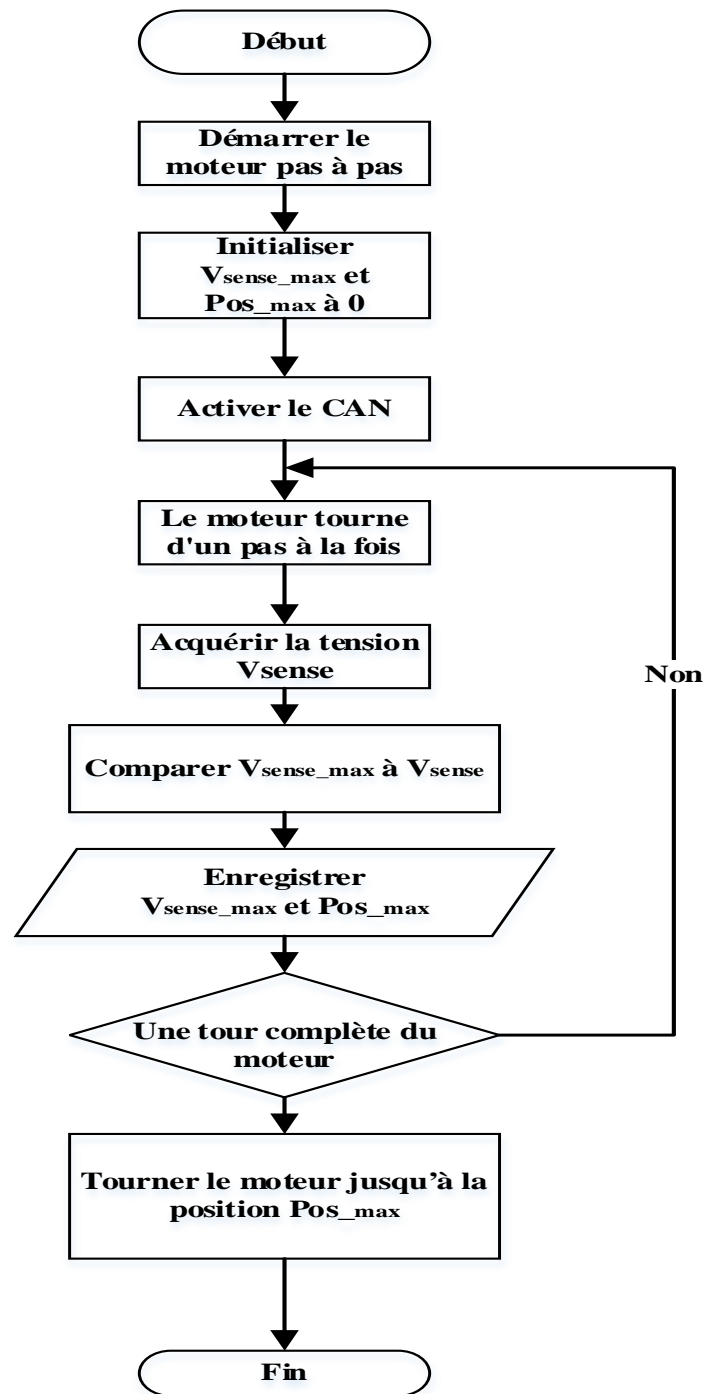 Début
Démarrer le
moteur pas à pas
Initialiser
Vsense_max et
Pos_max à 0
Activer le CAN
Le moteur tourne
d'un pas à la fois
Acquérir la tension
Vsense
Non
Comparer Vsense_max à Vsense
Enregistrer
Vsense_max et Pos_max
Une tour complète du
moteur
Tourner le moteur jusqu’à la
position Pos_max
Fin